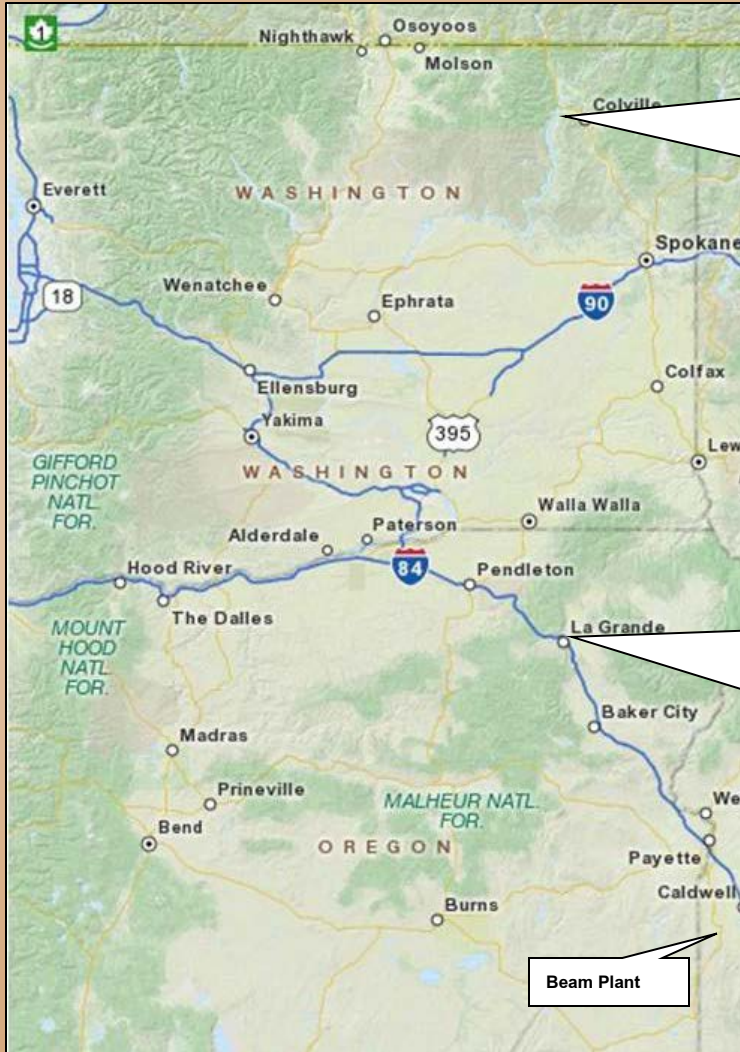 1
Nighthawk
Osoyoos
Molson
Colville
Everett
WASHINGTON
Spokane
18
Wenatchee
Ephrata
90
Ellensburg
Colfax
Yakima
395
GIFFORD
PINCHOT
NATL.
FOR.
WASHINGTON
Lew
Walla Walla
Paterson
Alderdale
Hood River
84
Pendleton
The Dalles
MOUNT
HOOD
NATL.
FOR.
La Grande
Baker City
Madras
Prineville
MALHEUR NATL.
FOR.
We
Bend
OREGON
Payette
Caldwell
Burns
Beam Plant